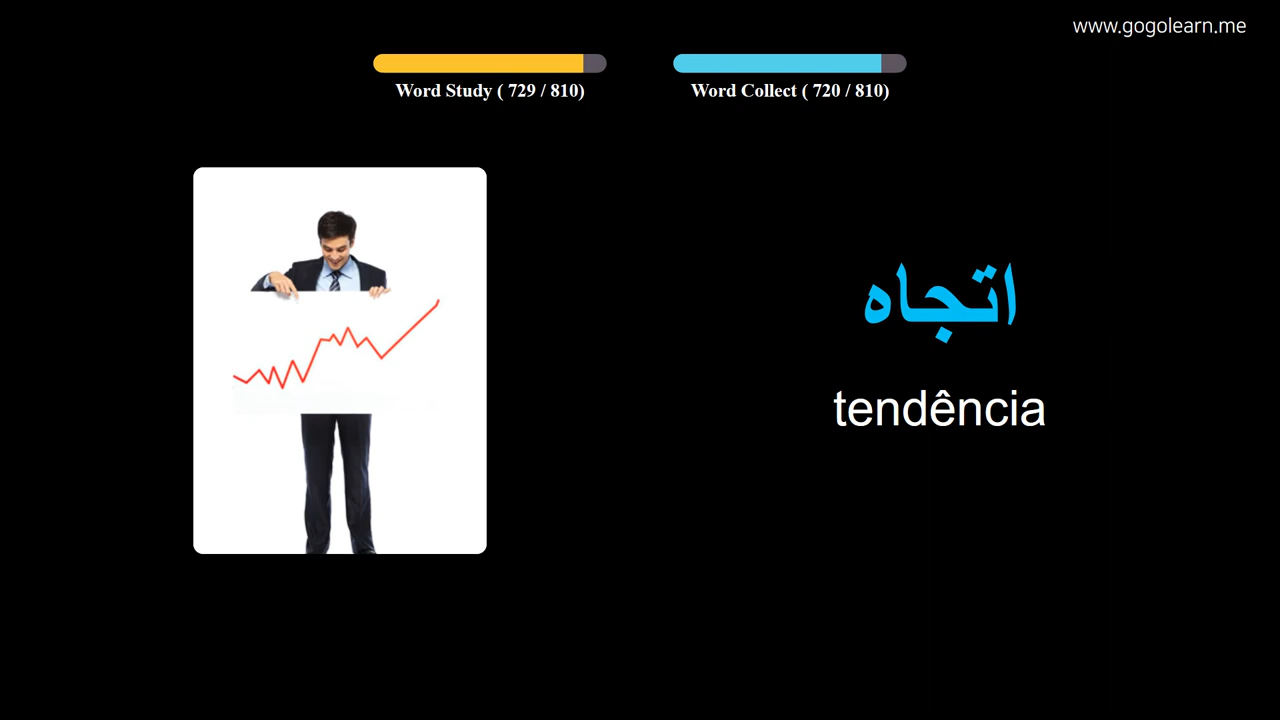 www.gogolearn.me
Word Study ( 729 / 810)
Word Collect ( 720 / 810)
اتجاه
tendência